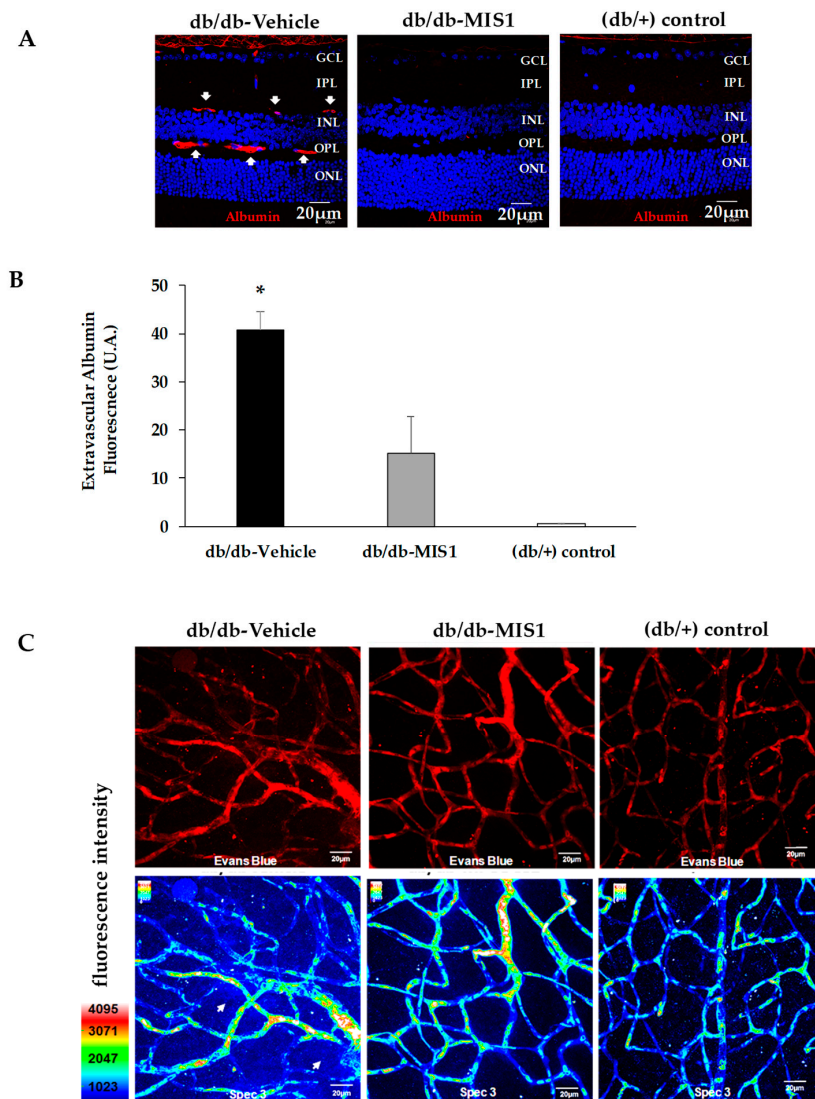 A
db/db-Vehicle
db/db-MIS1
(db/+) control
GCL
IPL
INL
OPL
ONL
20µm
Albumin
GCL
IPL
INL
OPL
ONL
20µm
Albumin
GCL
IPL
INL
OPL
ONL
20µm
Albumin
B
Extravascular Albumin
Fluorescnece (U.A.)
50
40
30
20
10
0
*
db/db-Vehicle
db/db-MIS1
(db/+) control
C
db/db-Vehicle
db/db-MIS1
(db/+) control
Evans Blue
20µm
Evans Blue
20µm
Evans Blue
20µm
fluorescence intensity
4095
3071
2047
1023
Spec 3
20µm
Spec 3
20µm
Spec 3
20µm